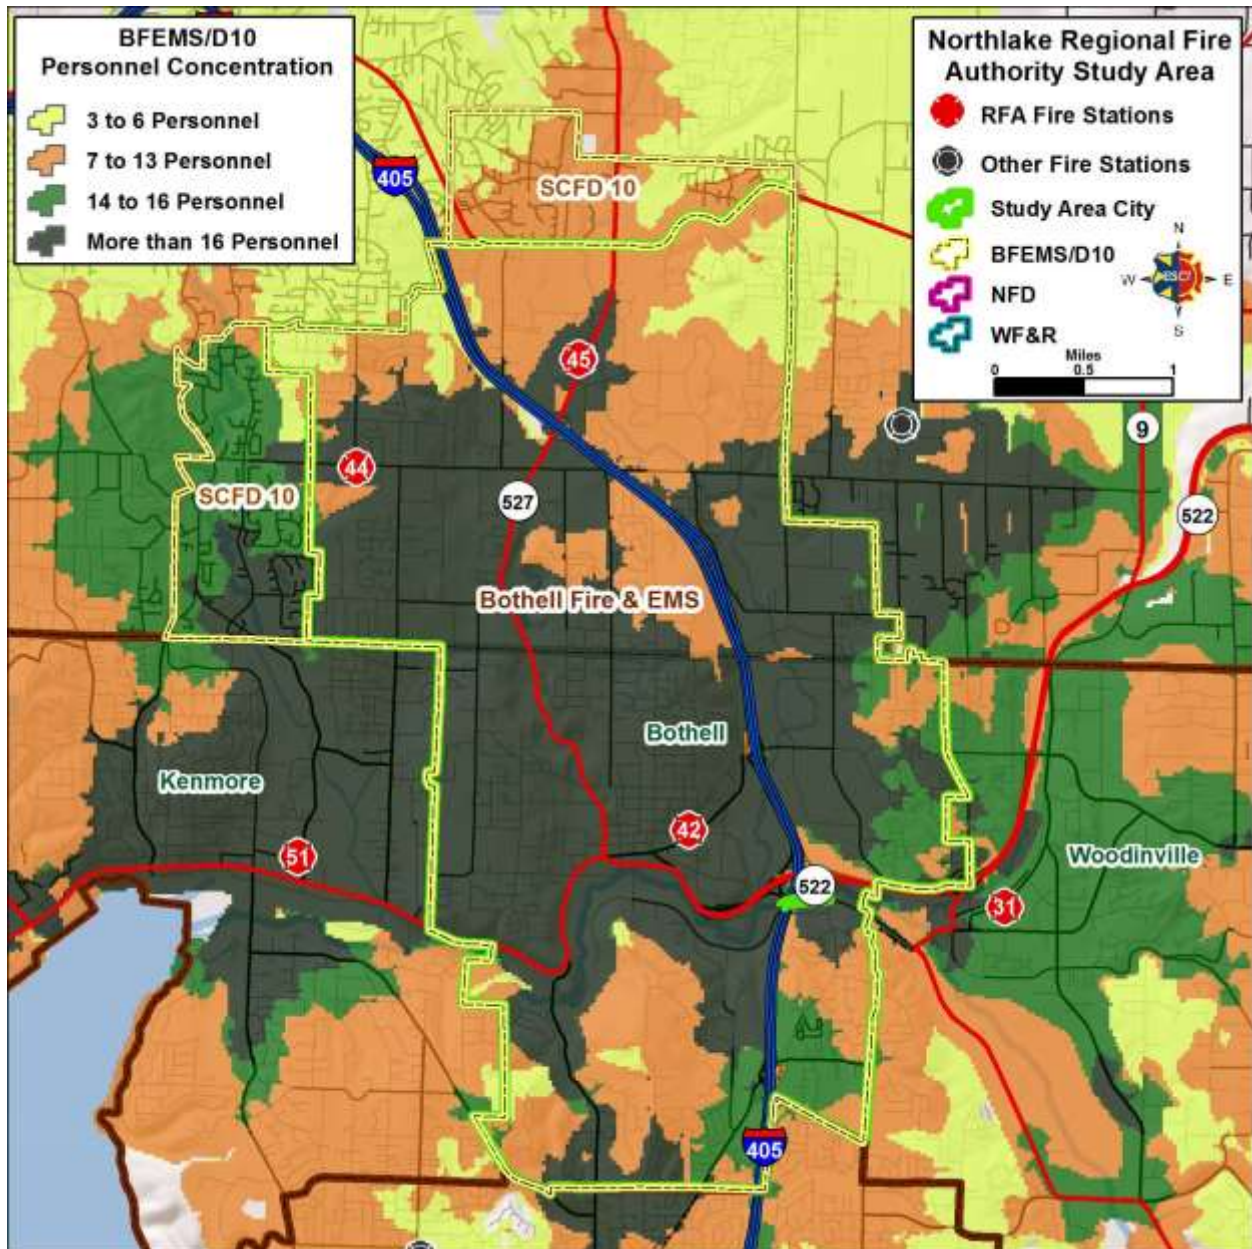 BFEMS/D10
Personnel Concentration
3 to 6 Personnel
7 to 13 Personnel
14 to 16 Personnel
More than 16 Personnel
Northlake Regional Fire
Authority Study Area
RFA Fire Stations
Other Fire Stations
Study Area City
BFEMS/D10
NFD
WF&R
N
W
E
S
Miles
0 0.5 1
405
SCFD 10
45
9
44
SCFD 10
527
522
Bothell Fire & EMS
Bothell
Kenmore
42
51
Woodinville
522
31
405